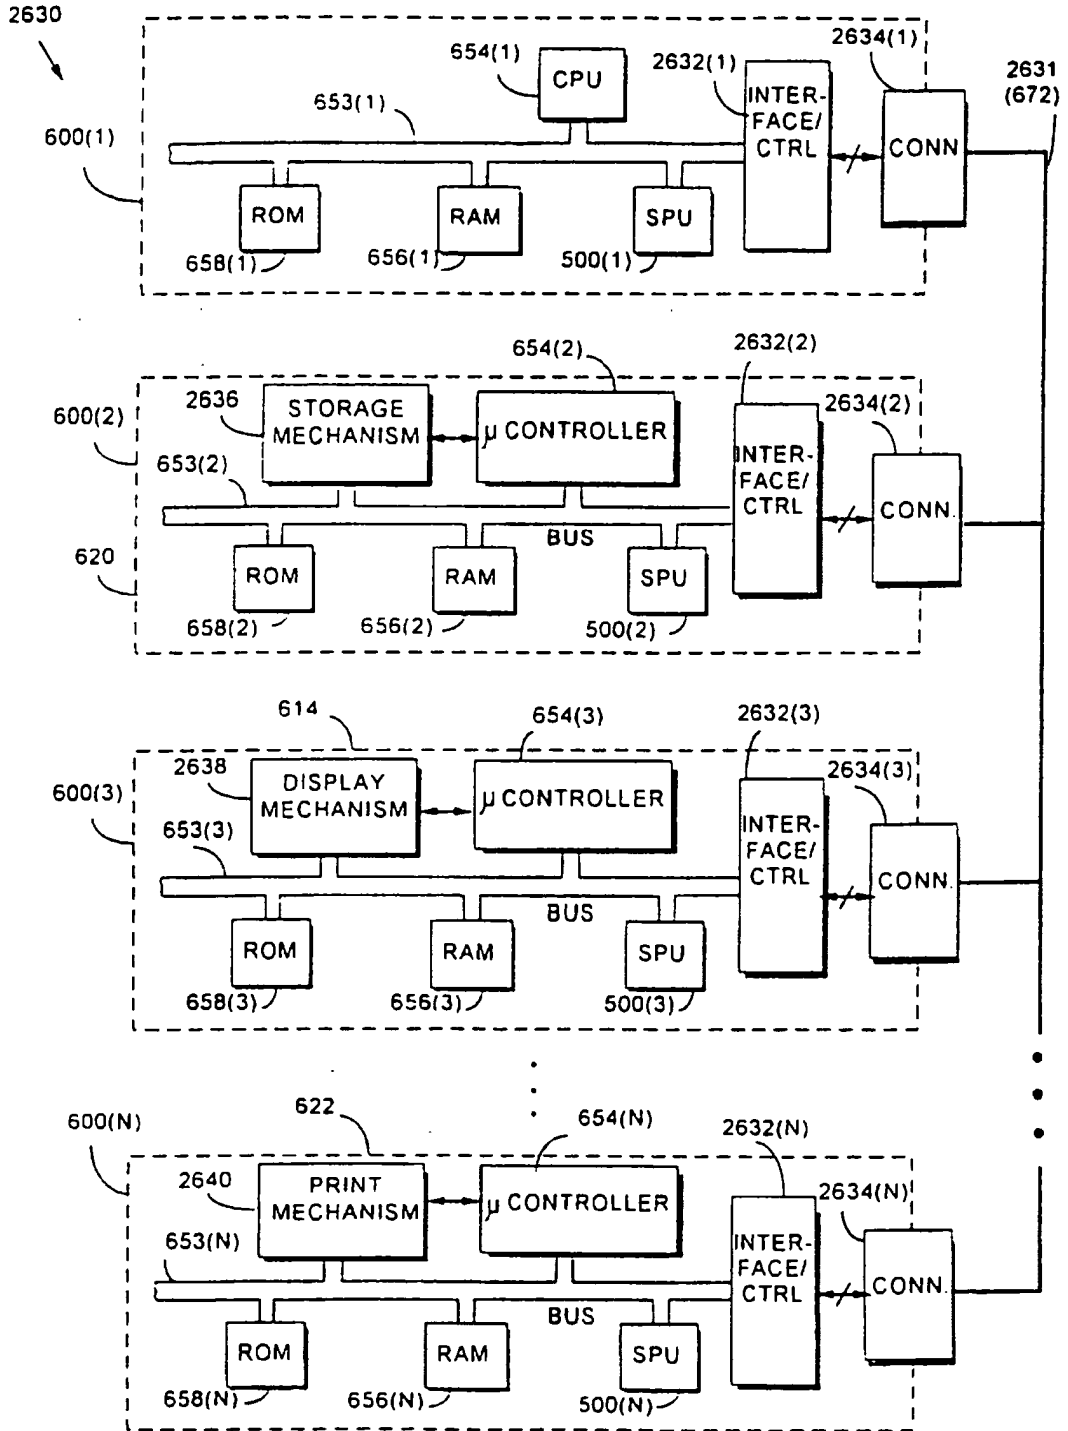 2630
654(1)
2632(1)
2634(1)
2631
(672)
CPU
INTER-
FACE/
CTRL
653(1)
600(1)
CONN
ROM
RAM
SPU
658(1)
656(1)
500(1)
654(2)
2632(2)
2634(2)
600(2)
2636
STORAGE
MECHANISM
µ CONTROLLER
INTER-
FACE/
CTRL
653(2)
CONN.
BUS
620
ROM
RAM
SPU
658(2)
656(2)
500(2)
614
654(3)
2632(3)
2634(3)
600(3)
2638
DISPLAY
MECHANISM
µ CONTROLLER
INTER-
FACE/
CTRL
653(3)
CONN.
BUS
ROM
RAM
SPU
658(3)
656(3)
500(3)
622
654(N)
2632(N)
2634(N)
600(N)
2640
PRINT
MECHANISM
µ CONTROLLER
INTER-
FACE/
CTRL
653(N)
CONN.
BUS
ROM
RAM
SPU
658(N)
656(N)
500(N)